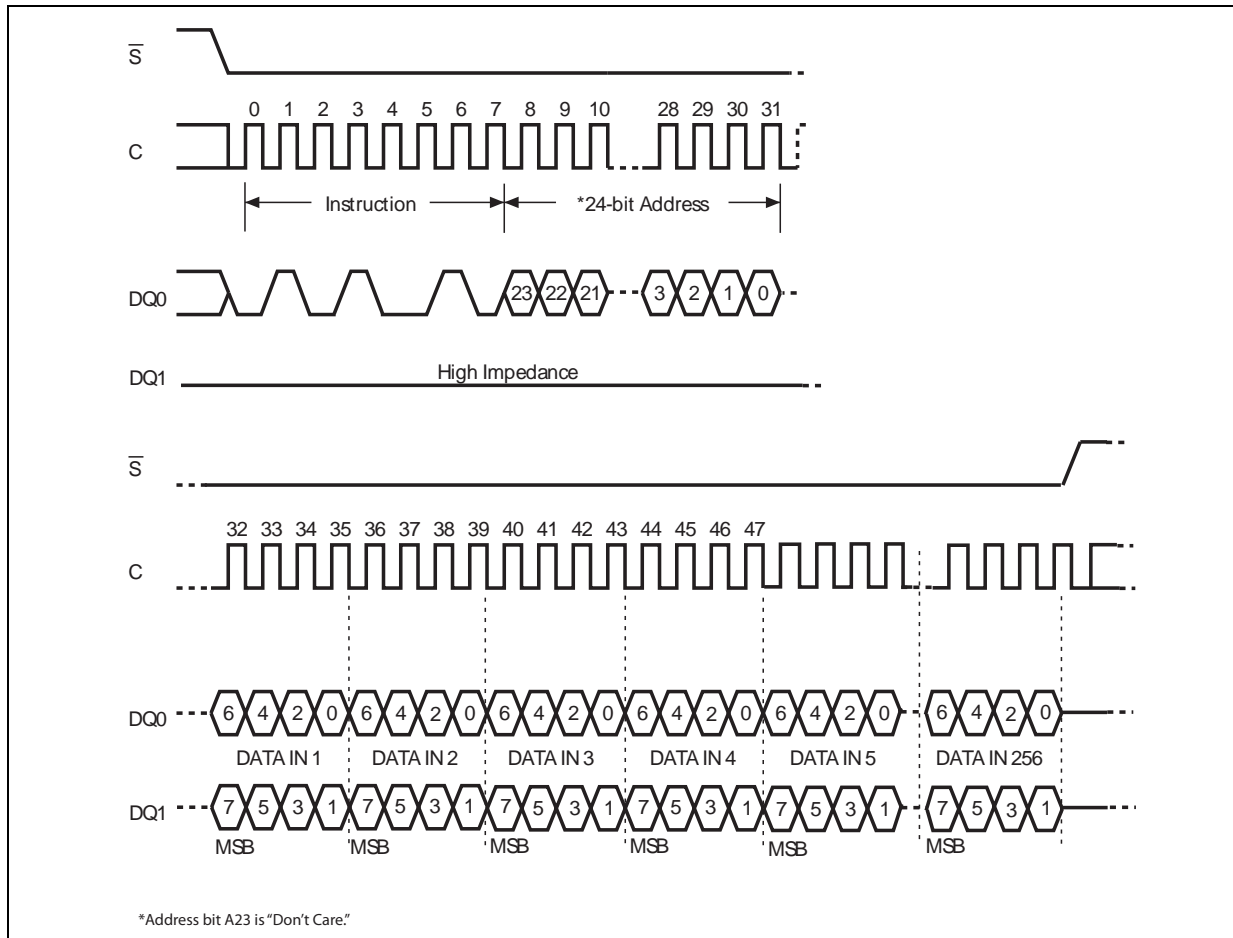 S
0 1 2 3 4 5 6 7 8 9 10 28 29 30 31
C
Instruction *24-bit Address
DQ0 23 22 21 3 2 1 0
High Impedance
DQ1
S
32 33 34 35 36 37 38 39 40 41 42 43 44 45 46 47
C
DQ0 6 4 2 0 6 4 2 0 6 4 2 0 6 4 2 0 6 4 2 0 6 4 2 0
DATA IN 1 DATA IN 2 DATA IN 3 DATA IN 4 DATA IN 5 DATA IN 256
DQ1 7 5 3 1 7 5 3 1 7 5 3 1 7 5 3 1 7 5 3 1 7 5 3 1
MSB MSB MSB MSB MSB MSB
*Address bit A23 is “Don’t Care.”